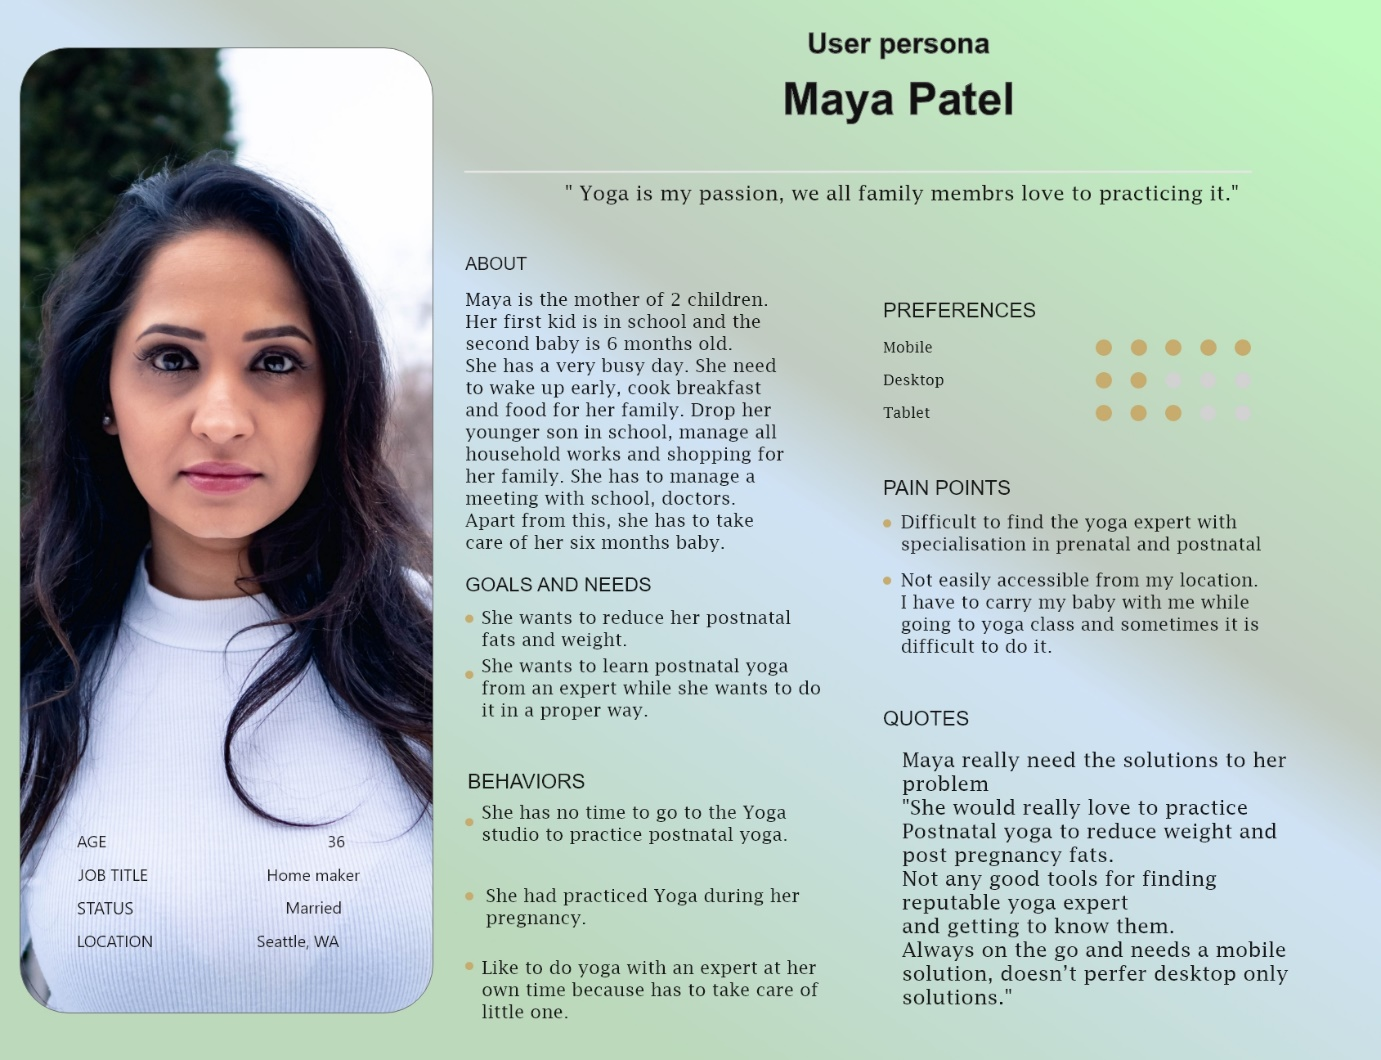 User persona
Maya Patel
" Yoga is my passion, we all family membrs love to practicing it."
ABOUT
Maya is the mother of 2 children.
Her first kid is in school and the
second baby is 6 months old.
She has a very busy day. She need
to wake up early, cook breakfast
and food for her family. Drop her
younger son in school, manage all
household works and shopping for
her family. She has to manage a
meeting with school, doctors.
Apart from this, she has to take
care of her six months baby.
GOALS AND NEEDS
She wants to reduce her postnatal
fats and weight.
She wants to learn postnatal yoga
from an expert while she wants to do
it in a proper way.
BEHAVIORS
She has no time to go to the Yoga
studio to practice postnatal yoga.
She had practiced Yoga during her
pregnancy.
Like to do yoga with an expert at her
own time because has to take care of
little one.
PREFERENCES
Mobile
Desktop
Tablet
PAIN POINTS
Difficult to find the yoga expert with
specialisation in prenatal and postnatal
Not easily accessible from my location.
I have to carry my baby with me while
going to yoga class and sometimes it is
difficult to do it.
QUOTES
Maya really need the solutions to her
problem
"She would really love to practice
Postnatal yoga to reduce weight and
post pregnancy fats.
Not any good tools for finding
reputable yoga expert
and getting to know them.
Always on the go and needs a mobile
solution, doesn't perfer desktop only
solutions."
AGE 36
JOB TITLE Home maker
STATUS Married
LOCATION Seattle, WA